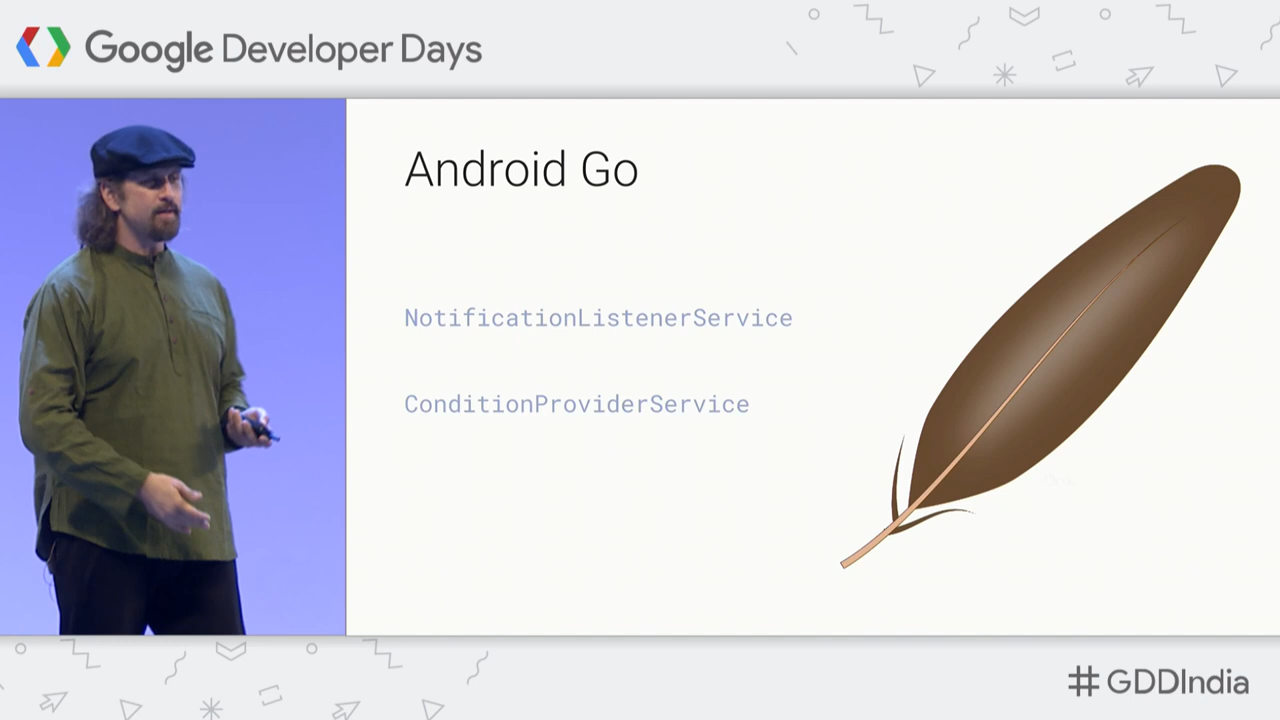 Google Developer Days
Android Go
NotificationListenerService
ConditionProviderService
#GDDIndia